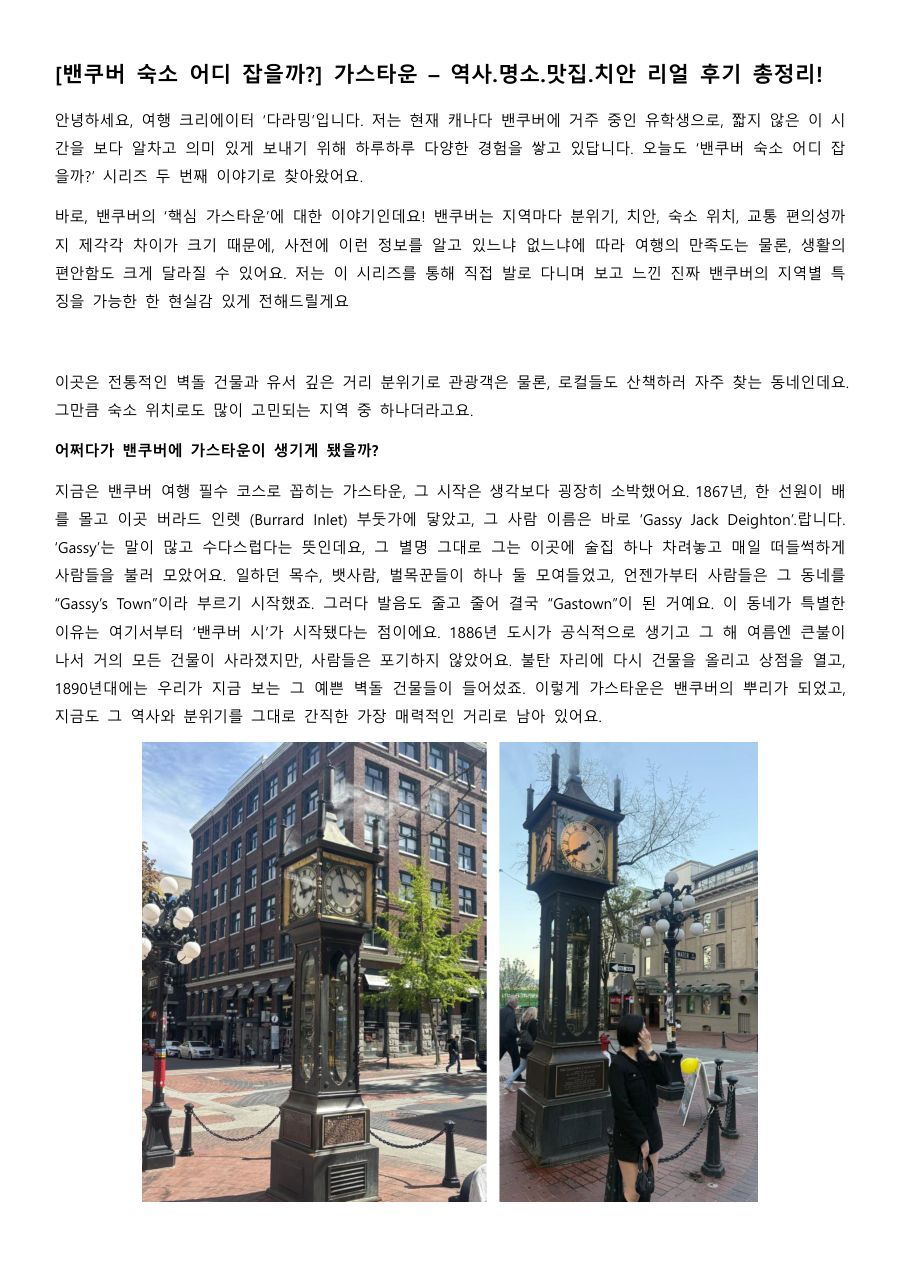 [밴쿠버 숙소 어디 잡을까?] 가스타운 – 역사.명소.맛집.치안 리얼 후기 총정리!
안녕하세요, 여행 크리에이터 ‘다라밍’입니다. 저는 현재 캐나다 밴쿠버에 거주 중인 유학생으로, 짧지 않은 이 시
간을 보다 알차고 의미 있게 보내기 위해 하루하루 다양한 경험을 쌓고 있답니다. 오늘도 ‘밴쿠버 숙소 어디 잡
을까?’ 시리즈 두 번째 이야기로 찾아왔어요.
바로, 밴쿠버의 ‘핵심 가스타운’에 대한 이야기인데요! 밴쿠버는 지역마다 분위기, 치안, 숙소 위치, 교통 편의성까
지 제각각 차이가 크기 때문에, 사전에 이런 정보를 알고 있느냐 없느냐에 따라 여행의 만족도는 물론, 생활의
편안함도 크게 달라질 수 있어요. 저는 이 시리즈를 통해 직접 발로 다니며 보고 느낀 진짜 밴쿠버의 지역별 특
징을 가능한 한 현실감 있게 전해드릴게요
이곳은 전통적인 벽돌 건물과 유서 깊은 거리 분위기로 관광객은 물론, 로컬들도 산책하러 자주 찾는 동네인데요.
그만큼 숙소 위치로도 많이 고민되는 지역 중 하나더라고요.
어쩌다가 밴쿠버에 가스타운이 생기게 됐을까?
지금은 밴쿠버 여행 필수 코스로 꼽히는 가스타운, 그 시작은 생각보다 굉장히 소박했어요. 1867년, 한 선원이 배
를 몰고 이곳 버라드 인렛 (Burrard Inlet) 부둣가에 닿았고, 그 사람 이름은 바로 ‘Gassy Jack Deighton’.랍니다.
‘Gassy’는 말이 많고 수다스럽다는 뜻인데요, 그 별명 그대로 그는 이곳에 술집 하나 차려놓고 매일 떠들썩하게
사람들을 불러 모았어요. 일하던 목수, 뱃사람, 벌목꾼들이 하나 둘 모여들었고, 언젠가부터 사람들은 그 동네를
“Gassy’s Town”이라 부르기 시작했죠. 그러다 발음도 줄고 줄어 결국 “Gastown”이 된 거예요. 이 동네가 특별한
이유는 여기서부터 ‘밴쿠버 시’가 시작됐다는 점이에요. 1886년 도시가 공식적으로 생기고 그 해 여름엔 큰불이
나서 거의 모든 건물이 사라졌지만, 사람들은 포기하지 않았어요. 불탄 자리에 다시 건물을 올리고 상점을 열고,
1890년대에는 우리가 지금 보는 그 예쁜 벽돌 건물들이 들어섰죠. 이렇게 가스타운은 밴쿠버의 뿌리가 되었고,
지금도 그 역사와 분위기를 그대로 간직한 가장 매력적인 거리로 남아 있어요.
WATER